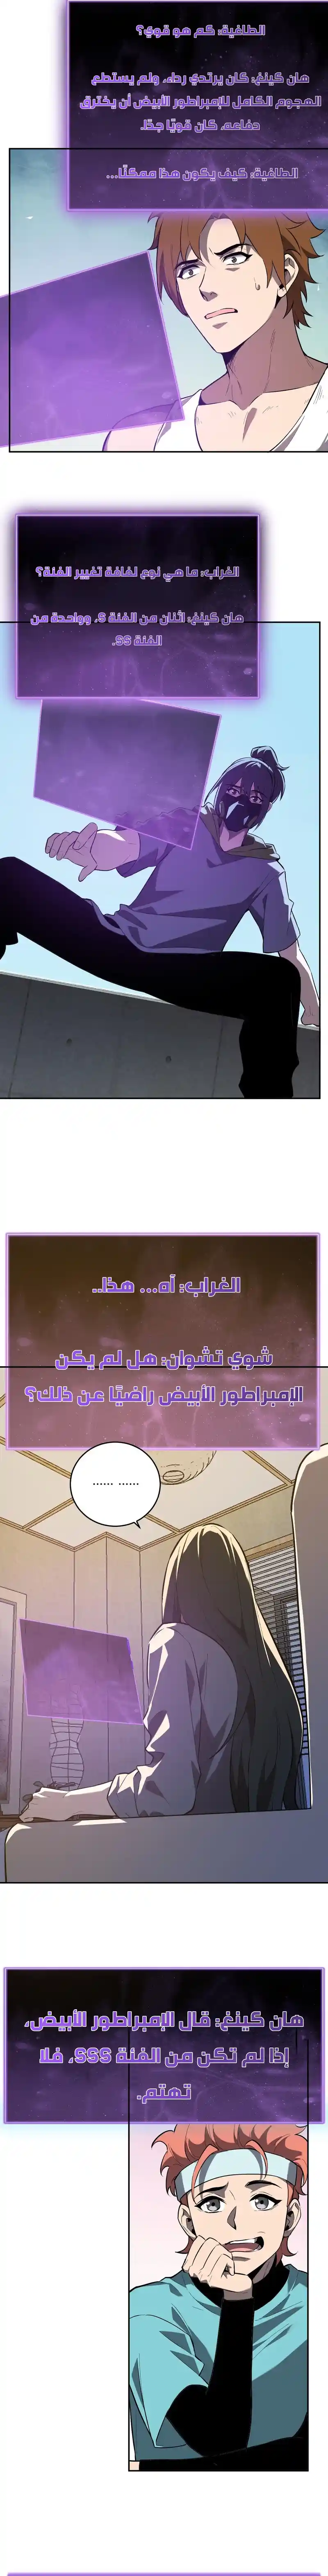 الطاغية: كم هو قوي؟
هان كينغ: كان يرتدي رداء، ولم يستطع
الهجوم الكامل للإمبراطور الأبيض أن يخترق
دفاعه. كان قويًا جدًا.
الطاغية: كيف يكون هذا ممكنًا...
الغراب: ما هي نوع لفافة تغيير الفئة؟
هان كينغ: اثنان من الفئة S، وواحدة من
الفئة SS.
الغراب: آه... هذا..
شوي تشوان: هل لم يكن
الإمبراطور الأبيض راضيًا عن ذلك؟
...... ......
هان كينغ: قال الإمبراطور الأبيض،
إذا لم تكن من الفئة SSS، فلا
تهتم.